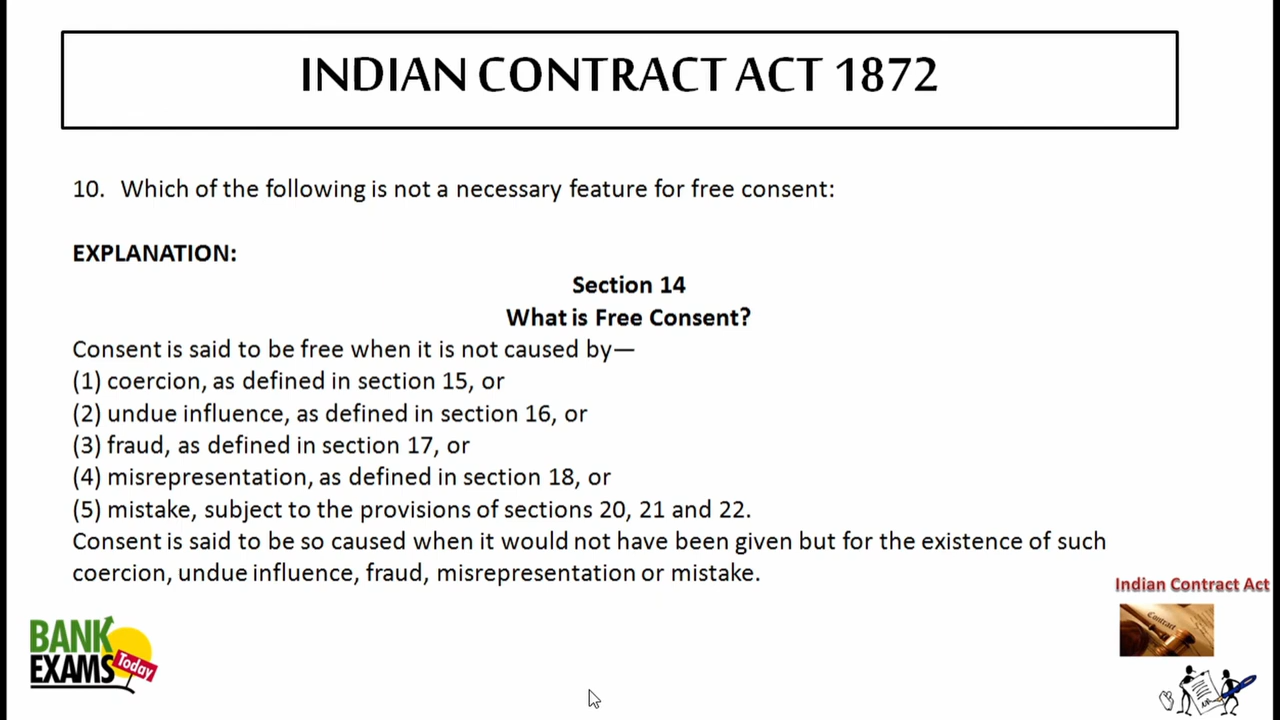 INDIAN CONTRACT ACT 1872
10. Which of the following is not a necessary feature for free consent:
EXPLANATION:
Section 14
What is Free Consent?
Consent is said to be free when it is not caused by—
(1) coercion, as defined in section 15, or
(2) undue influence, as defined in section 16, or
(3) fraud, as defined in section 17, or
(4) misrepresentation, as defined in section 18, or
(5) mistake, subject to the provisions of sections 20, 21 and 22.
Consent is said to be so caused when it would not have been given but for the existence of such
coercion, undue influence, fraud, misrepresentation or mistake.
Indian Contract Act
Contract
BANK
EXAMS
Today